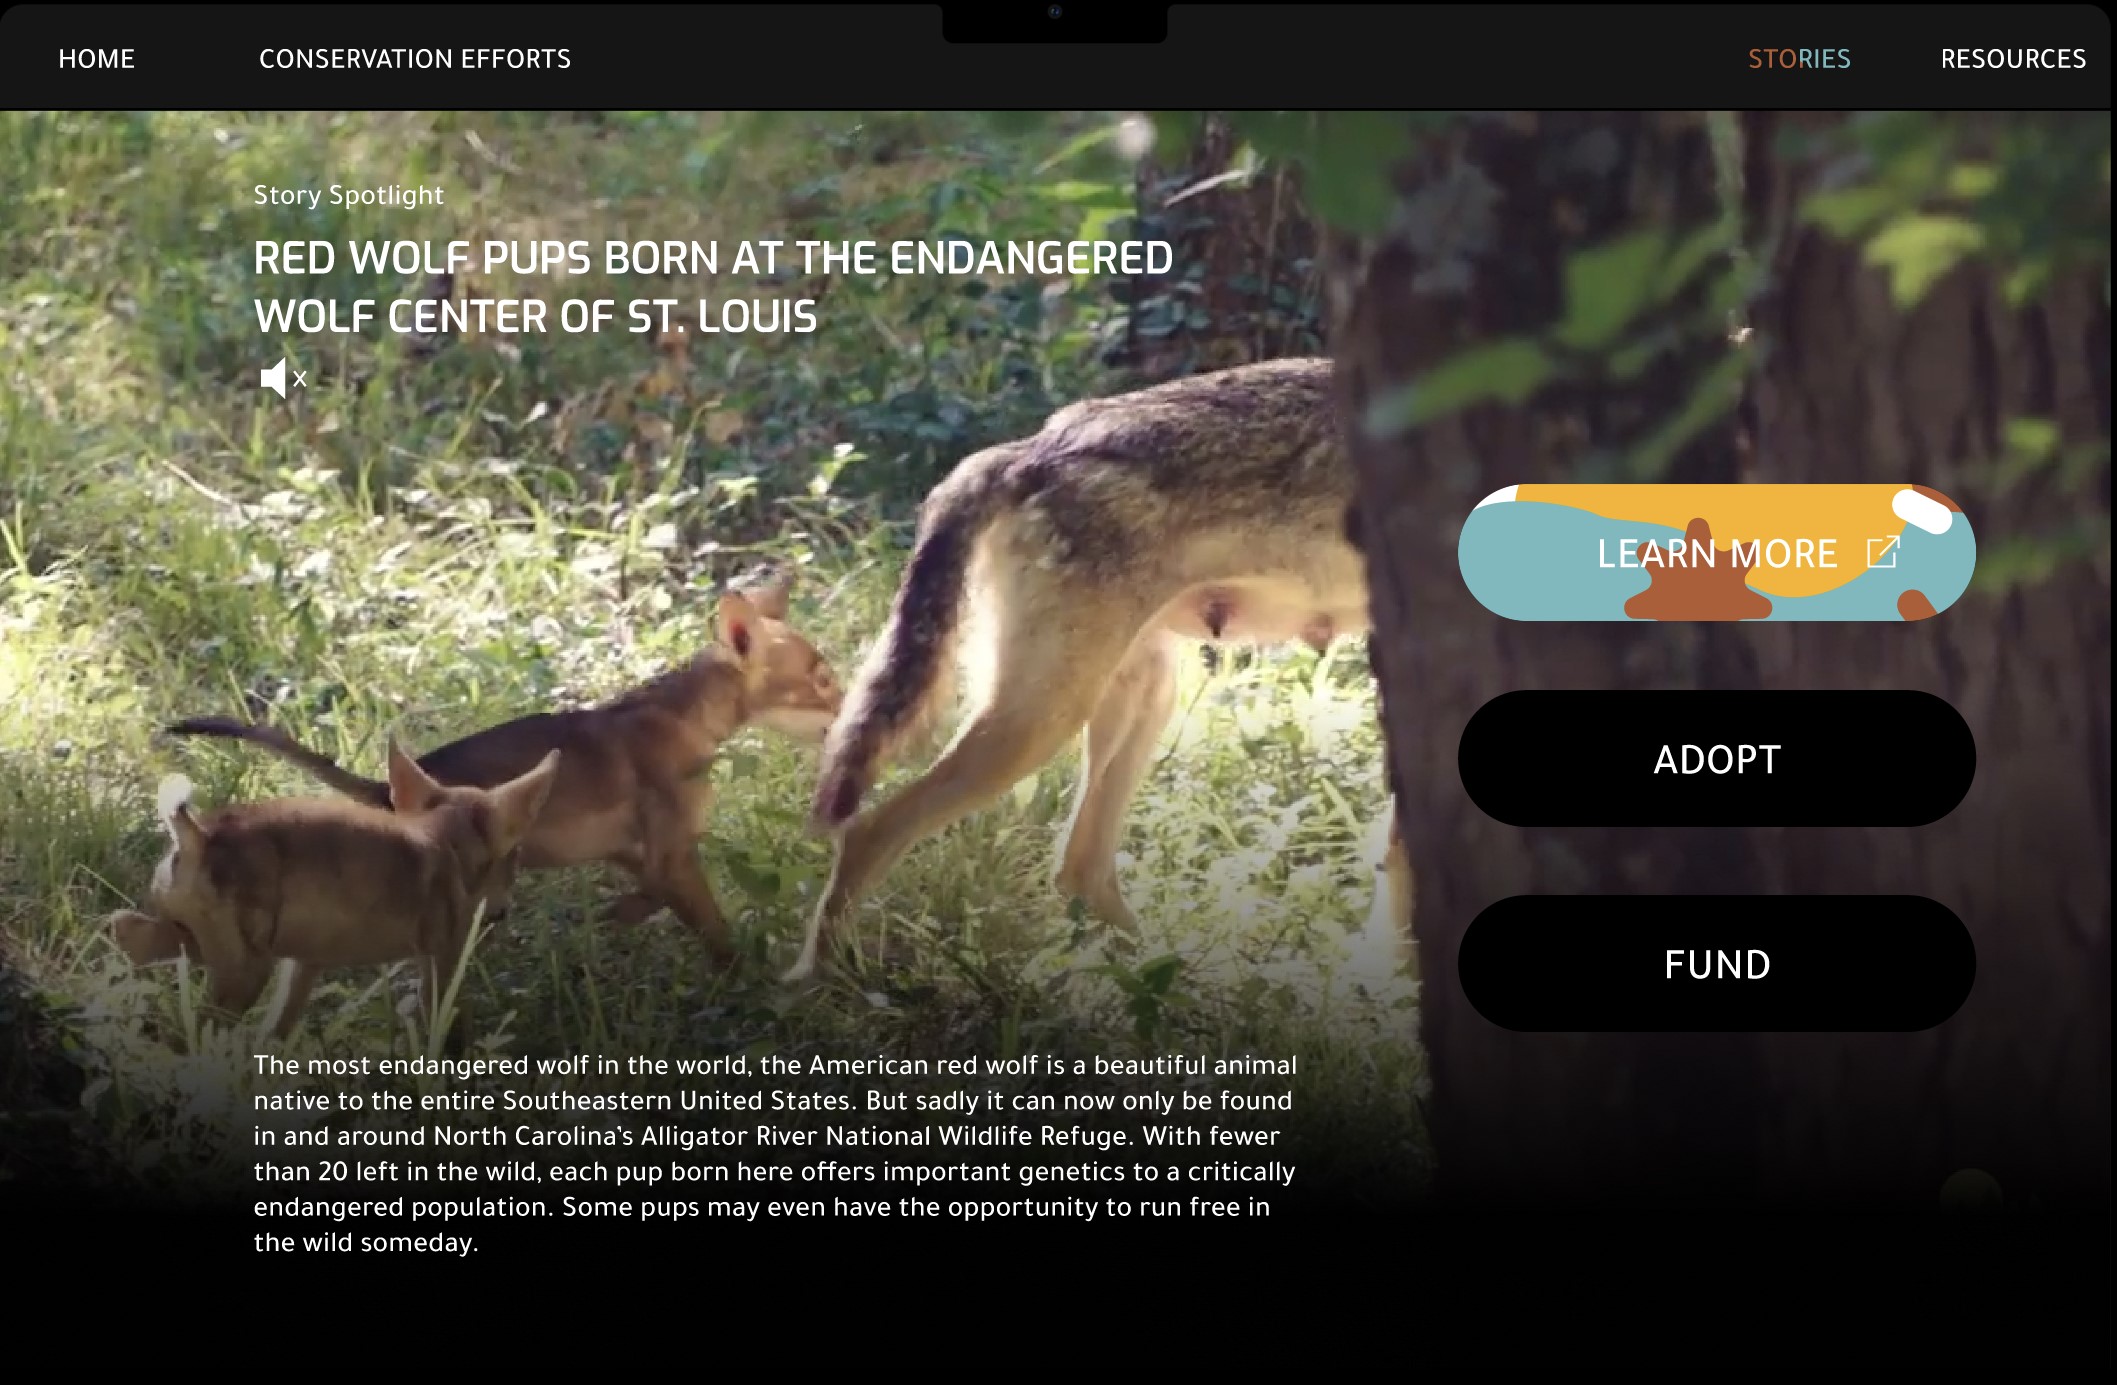 HOME
CONSERVATION EFFORTS
STORIES
RESOURCES
Story Spotlight
RED WOLF PUPS BORN AT THE ENDANGERED
WOLF CENTER OF ST. LOUIS
LEARN MORE
ADOPT
FUND
The most endangered wolf in the world, the American red wolf is a beautiful animal
native to the entire Southeastern United States. But sadly it can now only be found
in and around North Carolina's Alligator River National Wildlife Refuge. With fewer
than 20 left in the wild, each pup born here offers important genetics to a critically
endangered population. Some pups may even have the opportunity to run free in
the wild someday.